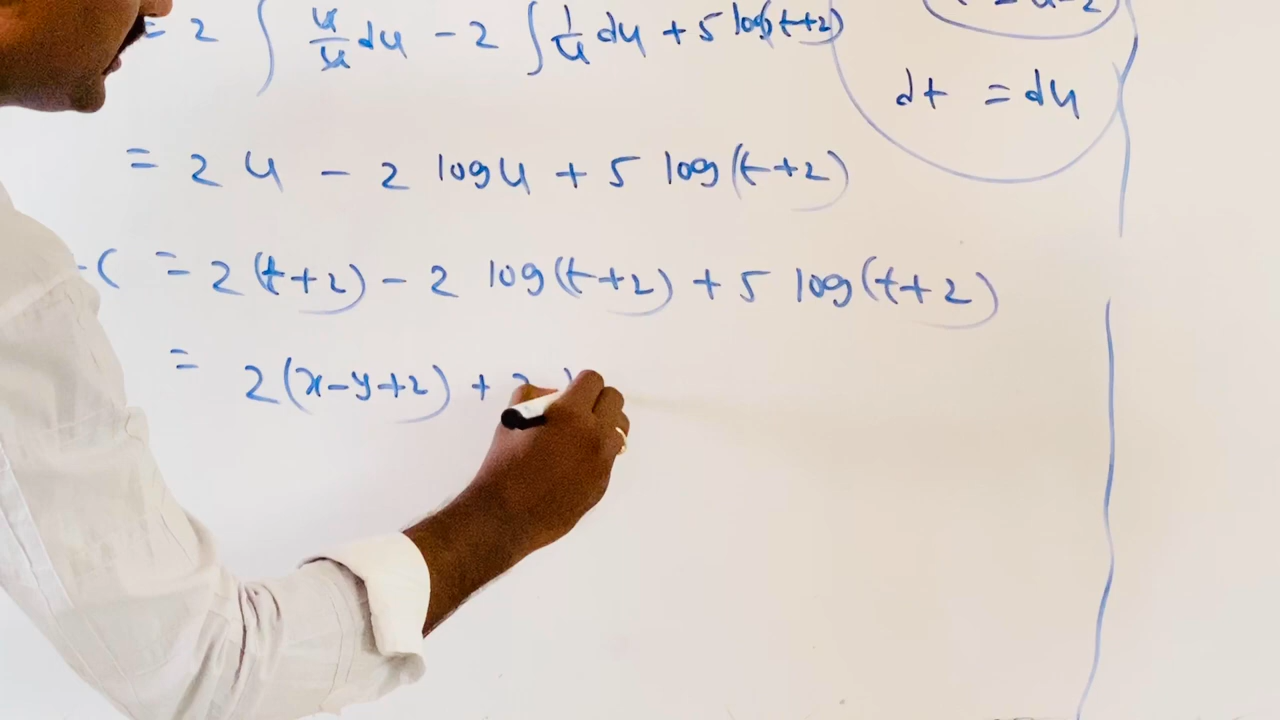 = 2 ∫ u/u du - 2 ∫ 1/u du + 5 log(t+2)
dt = du
= 2 u - 2 log u + 5 log(t+2)
= 2(t+2) - 2 log(t+2) + 5 log(t+2)
= 2(x-y+2) +